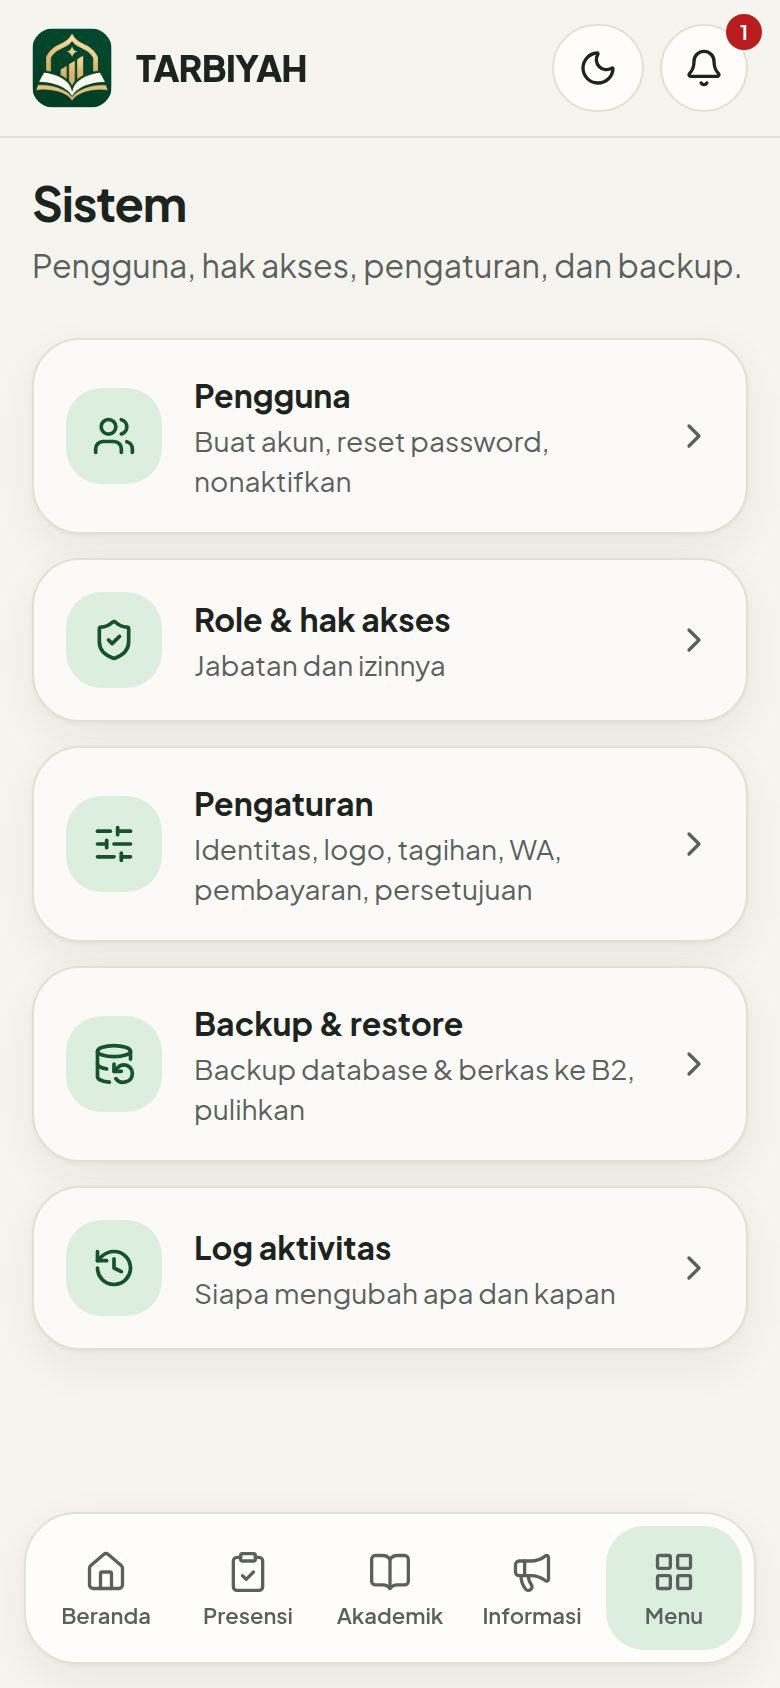 TARBIYAH
1
Sistem
Pengguna, hak akses, pengaturan, dan backup.
Pengguna
Buat akun, reset password,
nonaktifkan
Role & hak akses
Jabatan dan izinnya
Pengaturan
Identitas, logo, tagihan, WA,
pembayaran, persetujuan
Backup & restore
Backup database & berkas ke B2,
pulihkan
Log aktivitas
Siapa mengubah apa dan kapan
Beranda
Presensi
Akademik
Informasi
Menu